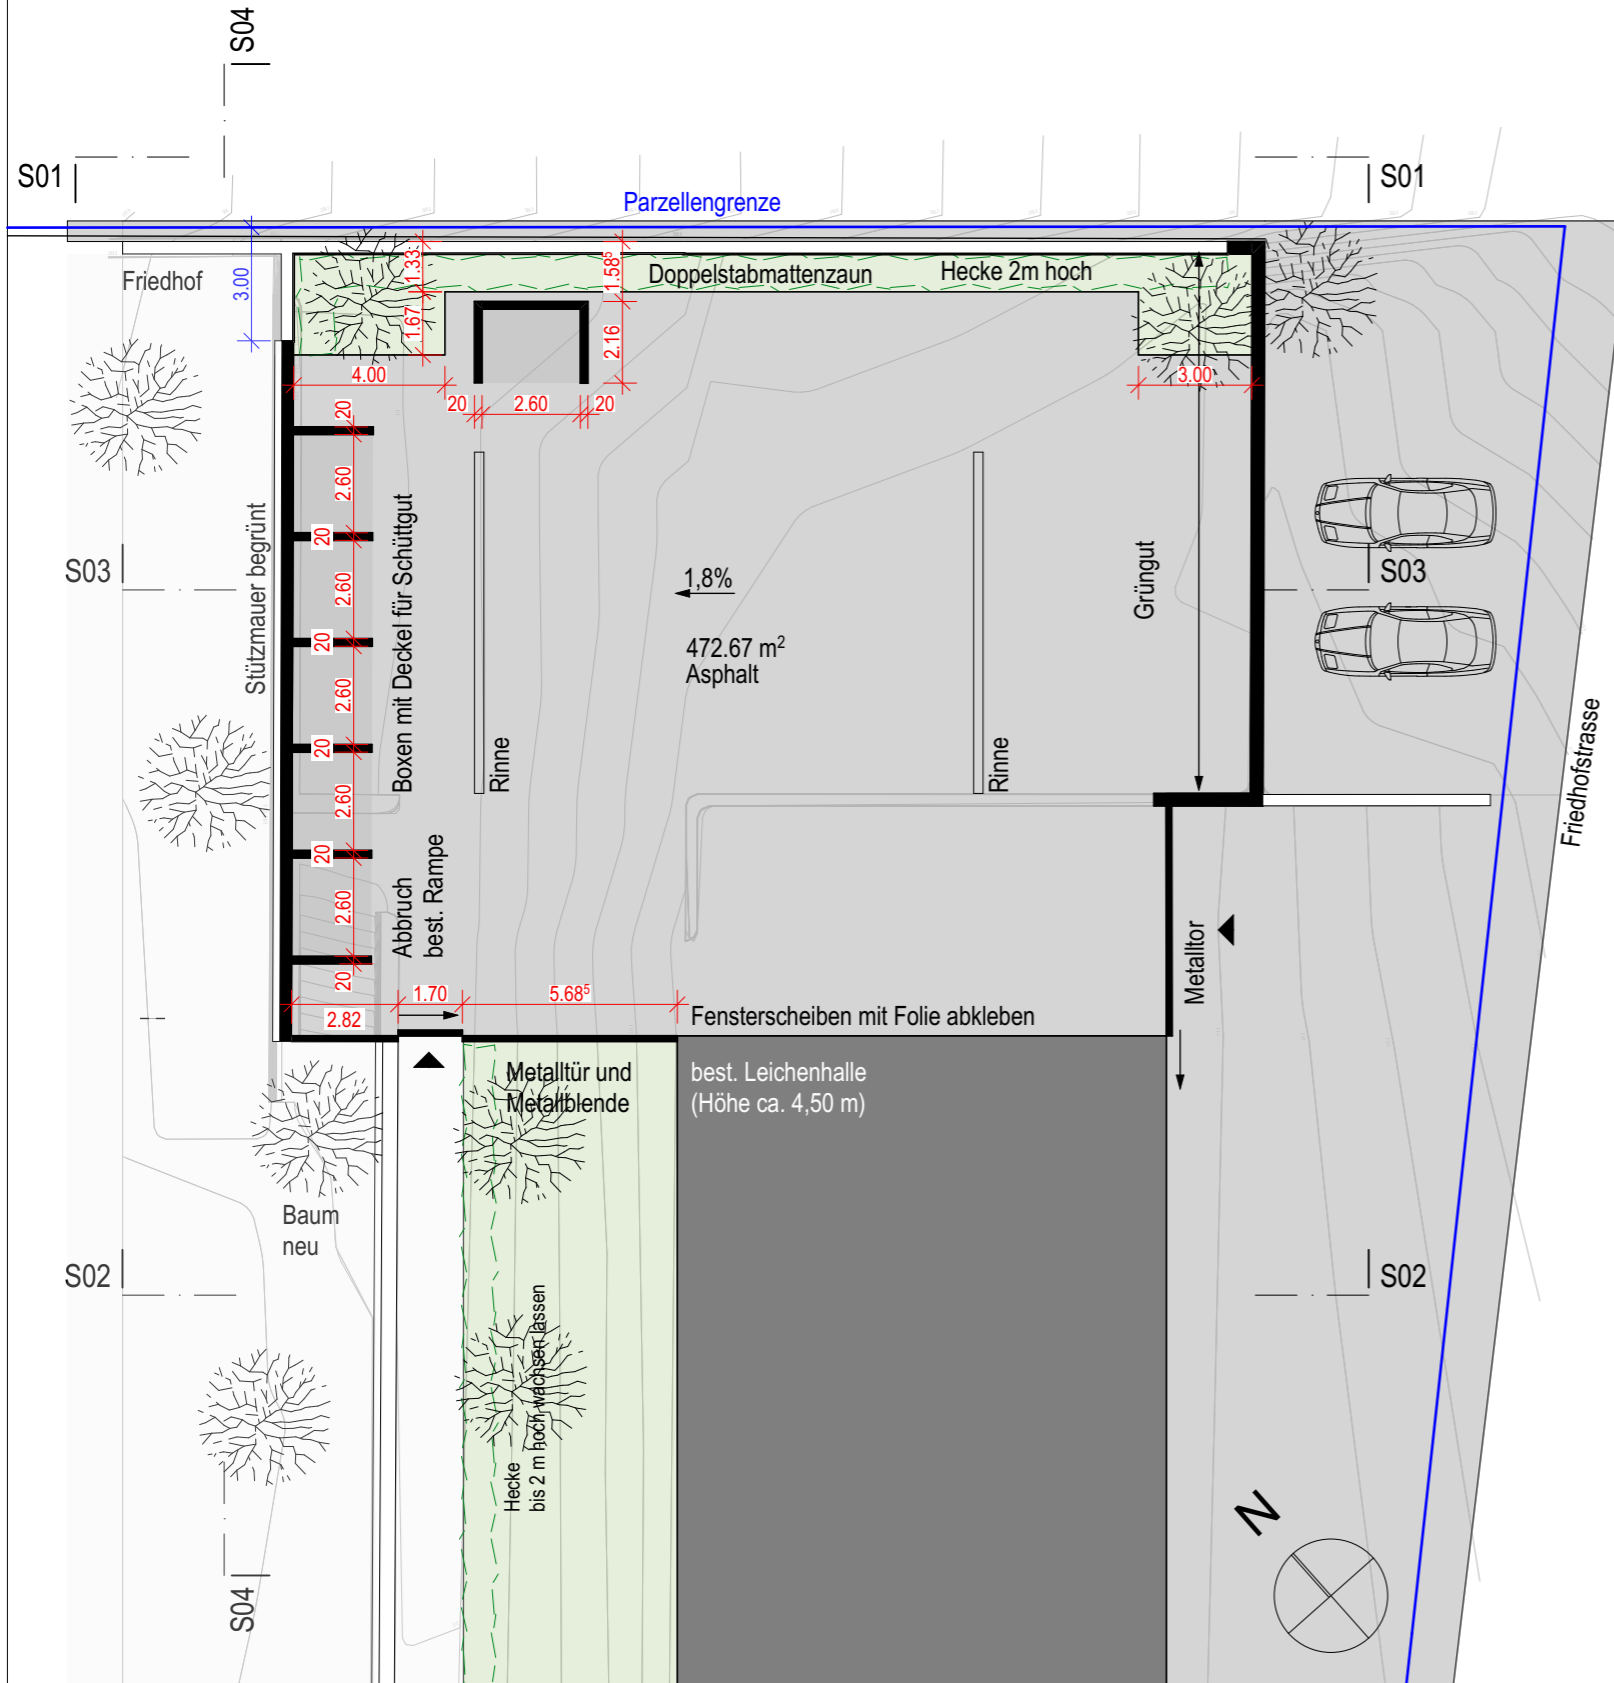 S04
S01
S01
Parzellengrenze
Friedhof
3.00
1.33
1.58⁵
Doppelstabmattenzaun
Hecke 2m hoch
1.67
2.16
4.00
3.00
20
2.60
20
20
2.60
20
2.60
20
2.60
20
2.60
20
2.60
20
Stützmauer begrünt
Boxen mit Deckel für Schüttgut
S03
S03
1,8%
472.67 m²
Asphalt
Grüngut
Rinne
Rinne
Friedhofstrasse
Abbruch
best. Rampe
Metalltor
2.82
1.70
5.68⁵
Fensterscheiben mit Folie abkleben
Metalltür und
Metallblende
best. Leichenhalle
(Höhe ca. 4,50 m)
Baum
neu
S02
S02
Hecke
bis 2 m hoch wachsen lassen
S04
N